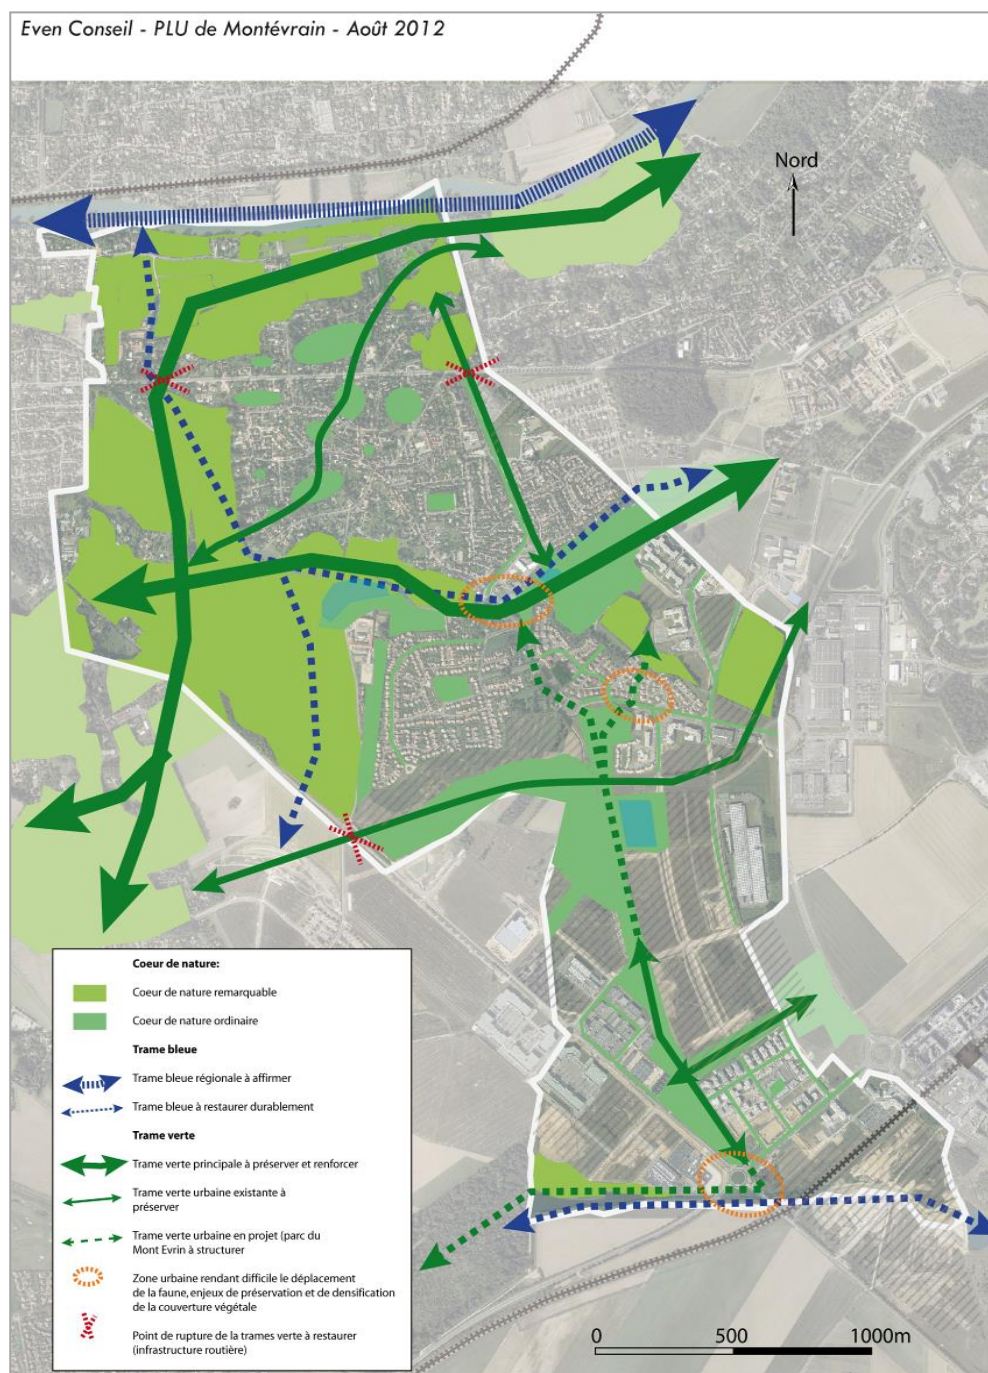 Even Conseil - PLU de Montévrain - Août 2012
Nord
Coeur de nature:
Coeur de nature remarquable
Coeur de nature ordinaire
Trame bleue
Trame bleue régionale à affirmer
Trame bleue à restaurer durablement
Trame verte
Trame verte principale à préserver et renforcer
Trame verte urbaine existante à
préserver
Trame verte urbaine en projet (parc du
Mont Evrin à structurer
Zone urbaine rendant difficile le déplacement
de la faune, enjeux de préservation et de densification
de la couverture végétale
Point de rupture de la trames verte à restaurer
(infrastructure routière)
0 500 1000m